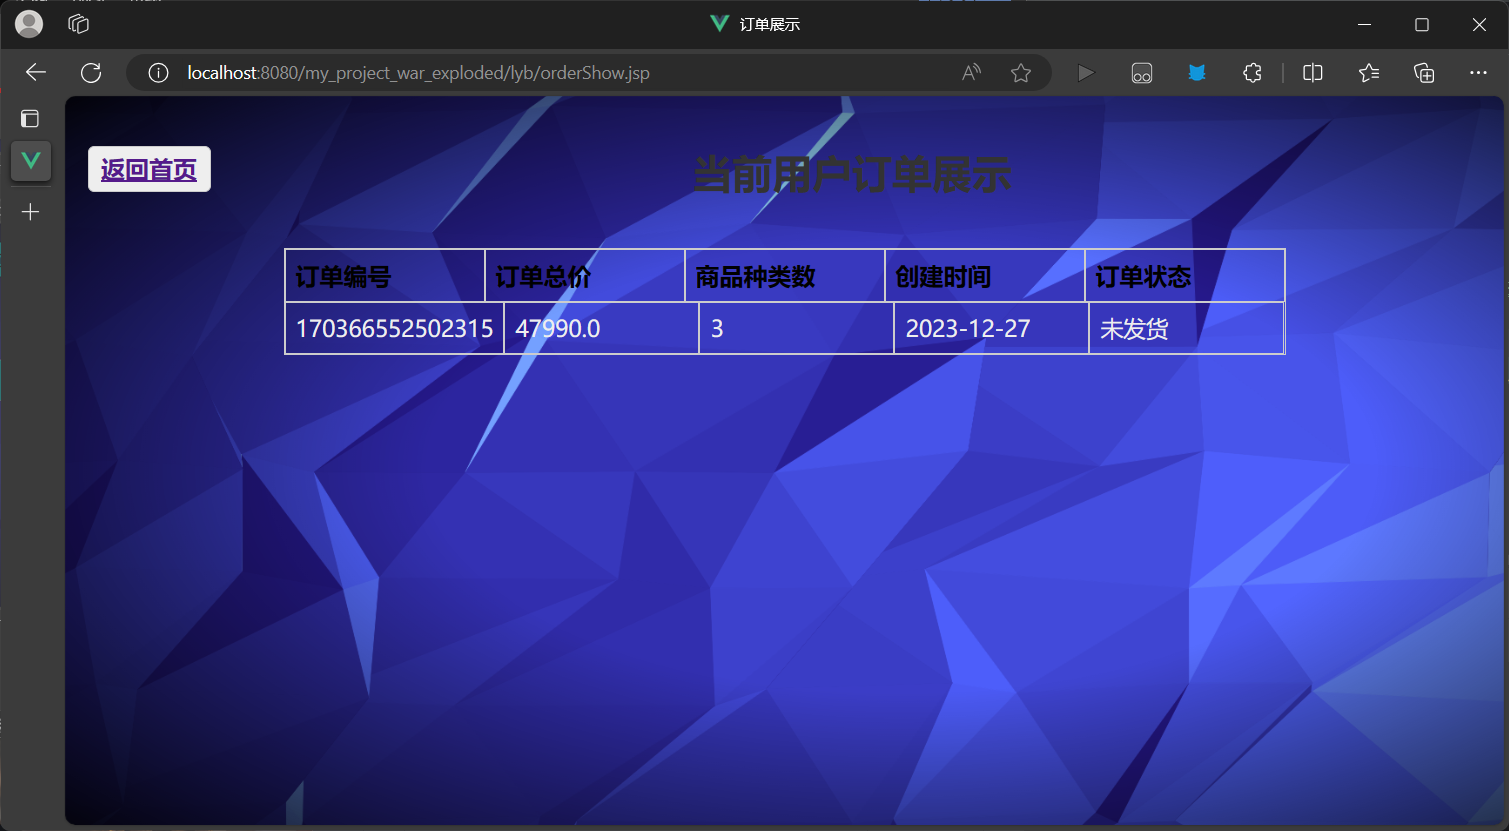 订单展示
localhost:8080/my_project_war_exploded/lyb/orderShow.jsp
返回首页
当前用户订单展示
订单编号 订单总价 商品种类数 创建时间 订单状态
170366552502315 47990.0 3 2023-12-27 未发货